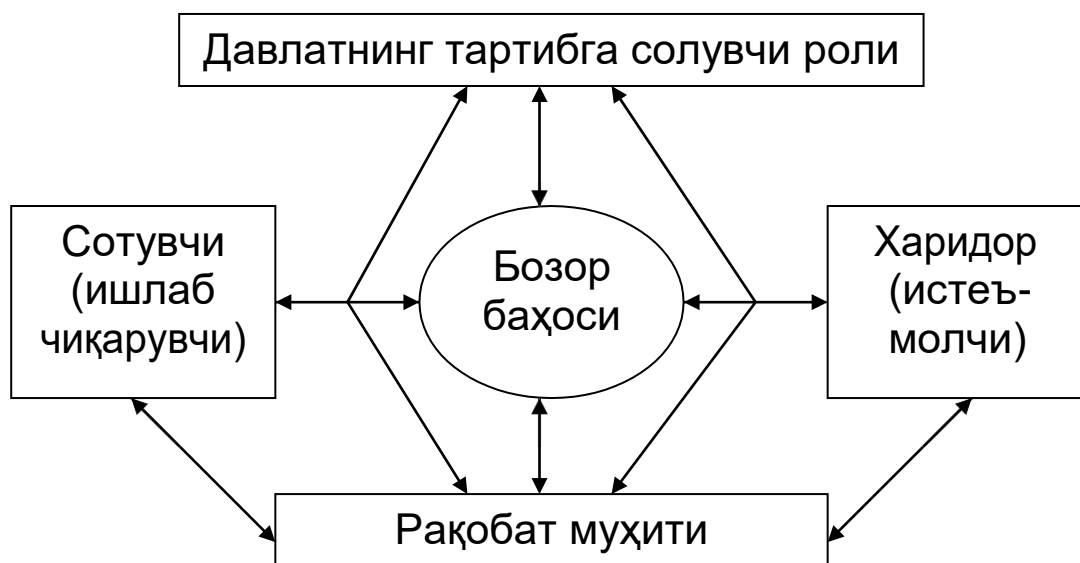 Давлатнинг тартибга солувчи роли
Сотувчи
(ишлаб
чиқарувчи)
Бозор
баҳоси
Харидор
(истеъ-
молчи)
Рақобат муҳити